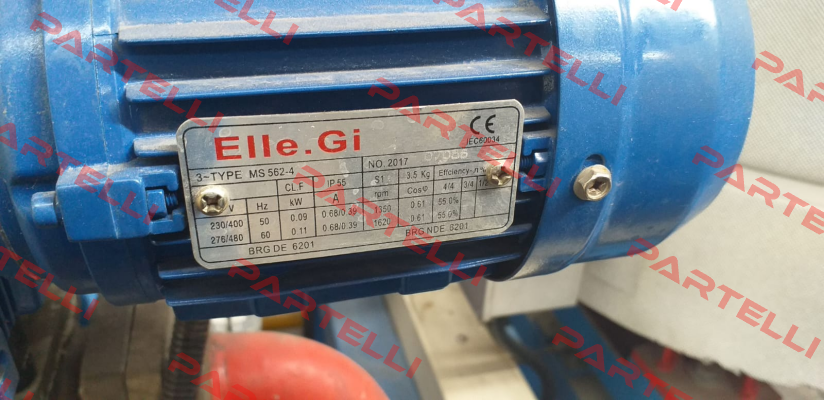 Elle.Gi
CE
IEC60034
3~TYPE MS 562-4
NO. 2017
CL F IP 55 S1 3.5 Kg Efficiency-
V Hz kW A rpm CosΦ 4/4 3/4 1/2
230/400 50 0.09 0.68/0.39 1350 0.61 55.0%
276/480 60 0.11 0.68/0.39 1620 0.61 55.0%
BRG DE 6201 BRG NDE 6201
PARTELLI
PARTELLI
PARTELLI
PARTELLI
PARTELLI
PARTELLI
PARTELLI